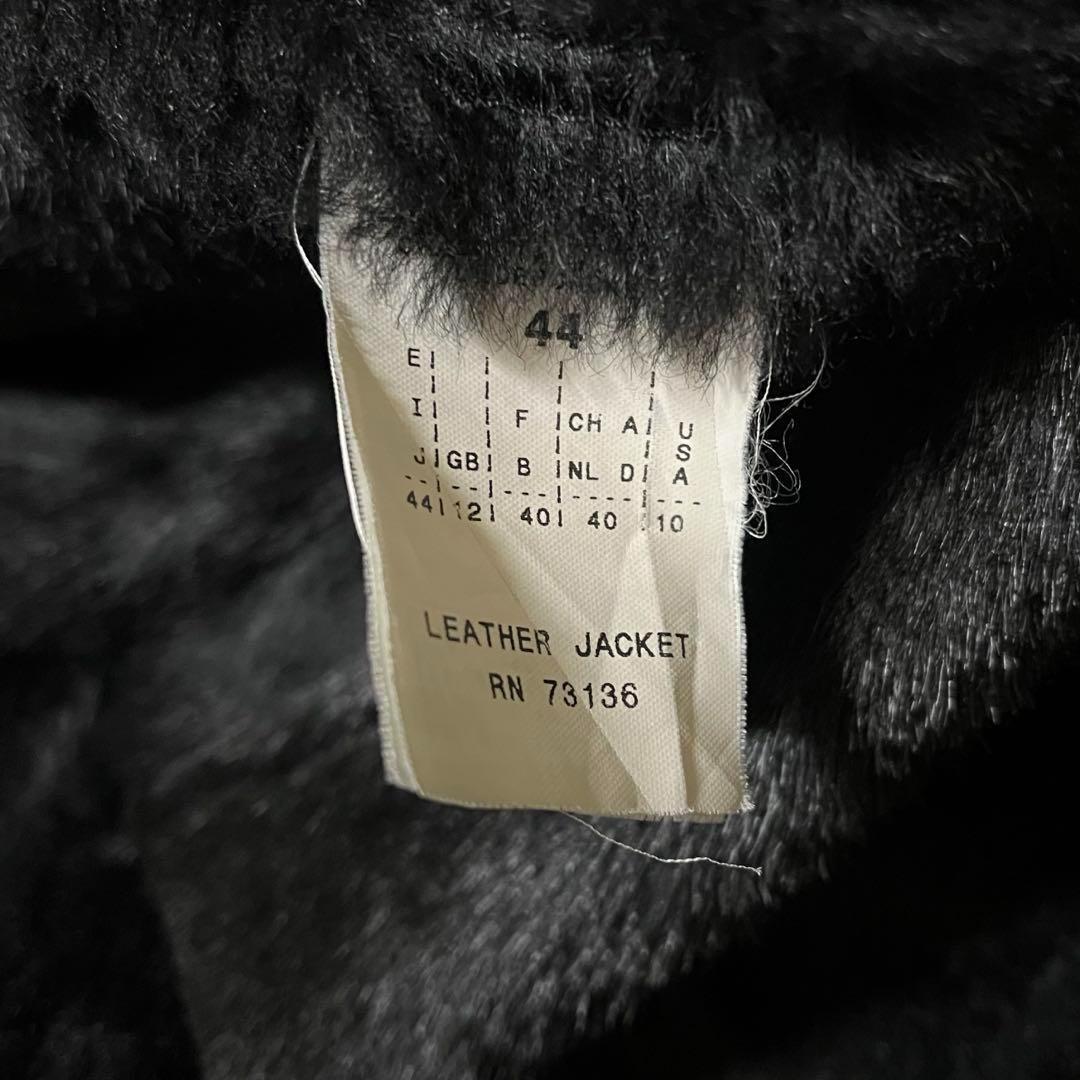 44
E
I F CH A U
S
J GB B NL D A
44 12 40 40 10
LEATHER JACKET
RN 73136